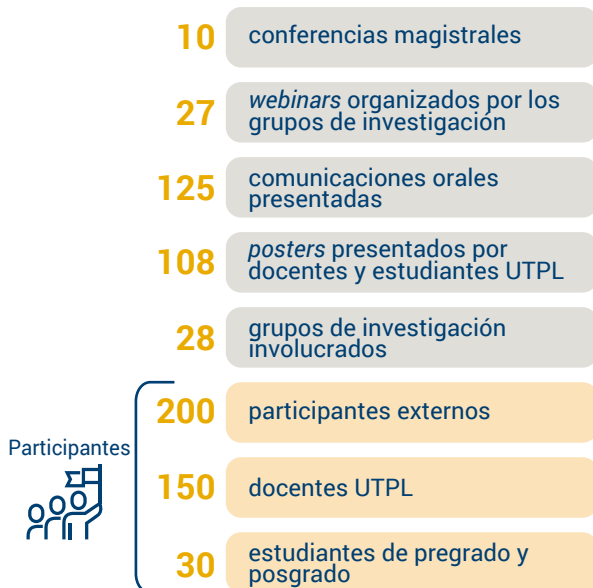 10 conferencias magistrales
27 webinars organizados por los
grupos de investigación
125 comunicaciones orales
presentadas
108 posters presentados por
docentes y estudiantes UTPL
28 grupos de investigación
involucrados
Participantes
200 participantes externos
150 docentes UTPL
30 estudiantes de pregrado y
posgrado